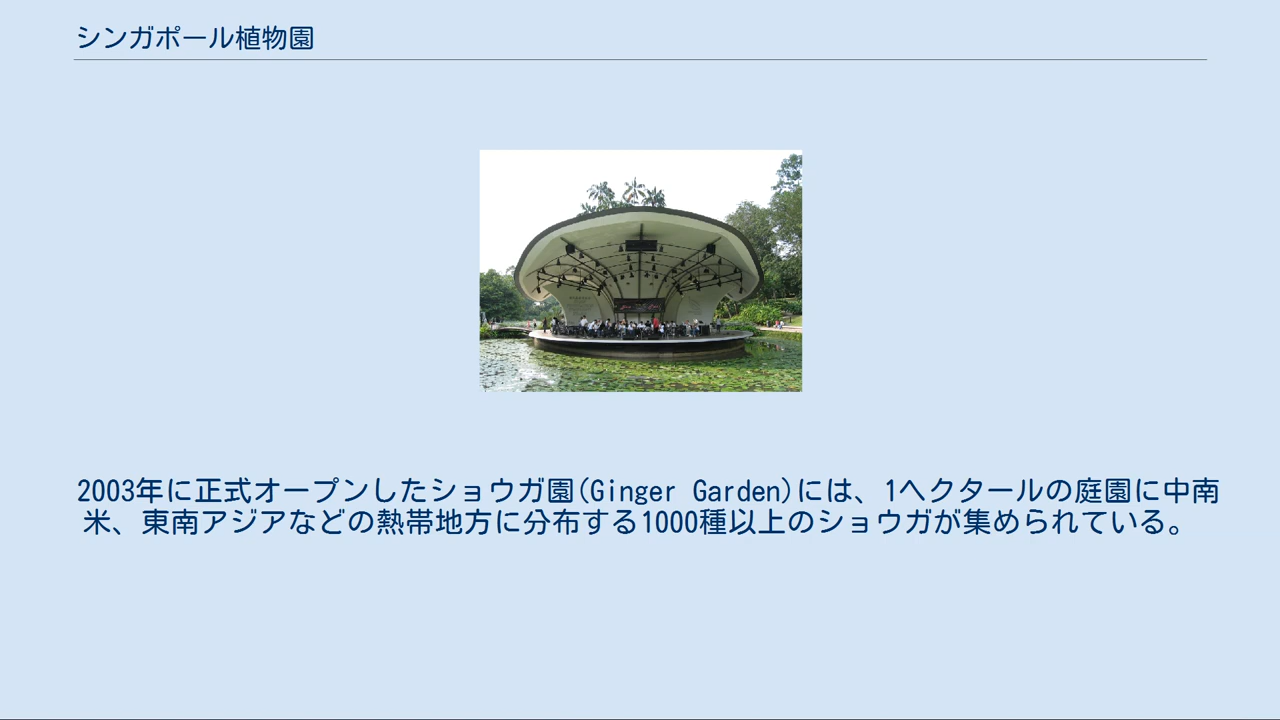 シンガポール植物園
2003年に正式オープンしたショウガ園(Ginger Garden)には、1ヘクタールの庭園に中南
米、東南アジアなどの熱帯地方に分布する1000種以上のショウガが集められている。